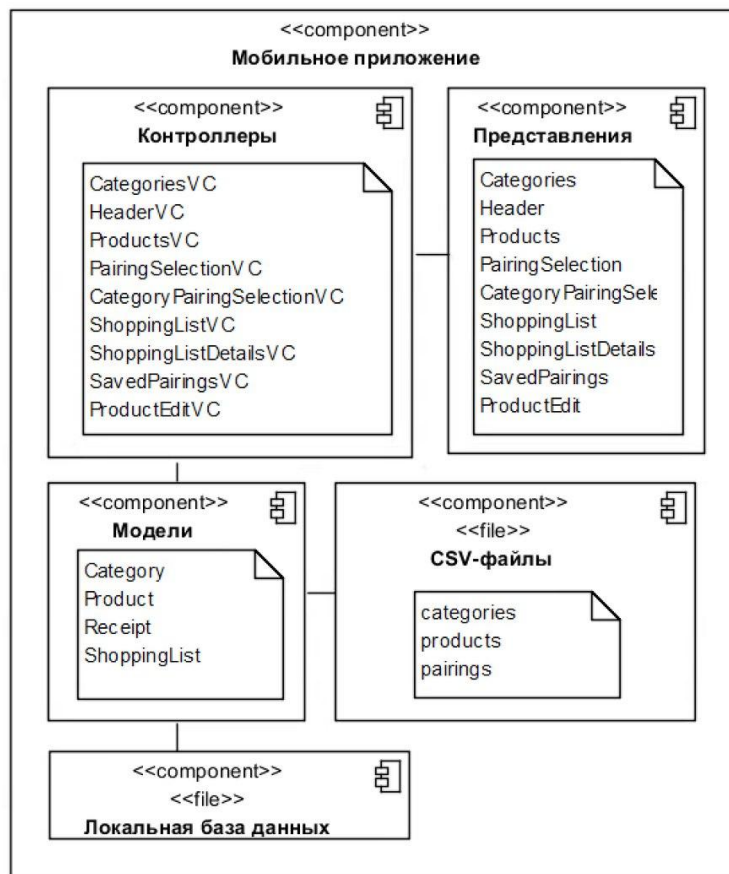 <<component>>
Мобильное приложение
<<component>>
Контроллеры
CategoriesVC
HeaderVC
ProductsVC
PairingSelectionVC
CategoryPairingSelectionVC
ShoppingListVC
ShoppingListDetailsVC
SavedPairingsVC
ProductEditVC
<<component>>
Представления
Categories
Header
Products
PairingSelection
CategoryPairingSele
ShoppingList
ShoppingListDetails
SavedPairings
ProductEdit
<<component>>
Модели
Category
Product
Receipt
ShoppingList
<<component>>
<<file>>
CSV-файлы
categories
products
pairings
<<component>>
<<file>>
Локальная база данных